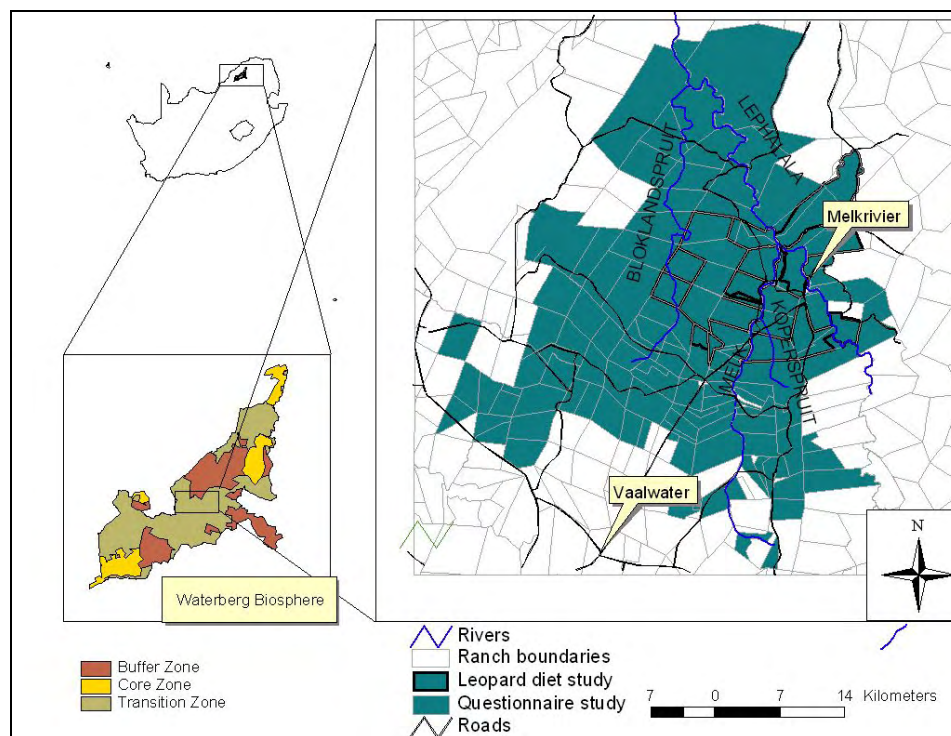 LEPHALALA
BLOKLANDSPRUIT
Melkrivier
MELK
KOPERSPRUIT
Vaalwater
N
Waterberg Biosphere
Buffer Zone
Core Zone
Transition Zone
Rivers
Ranch boundaries
Leopard diet study
Questionnaire study
Roads
7 0 7 14 Kilometers